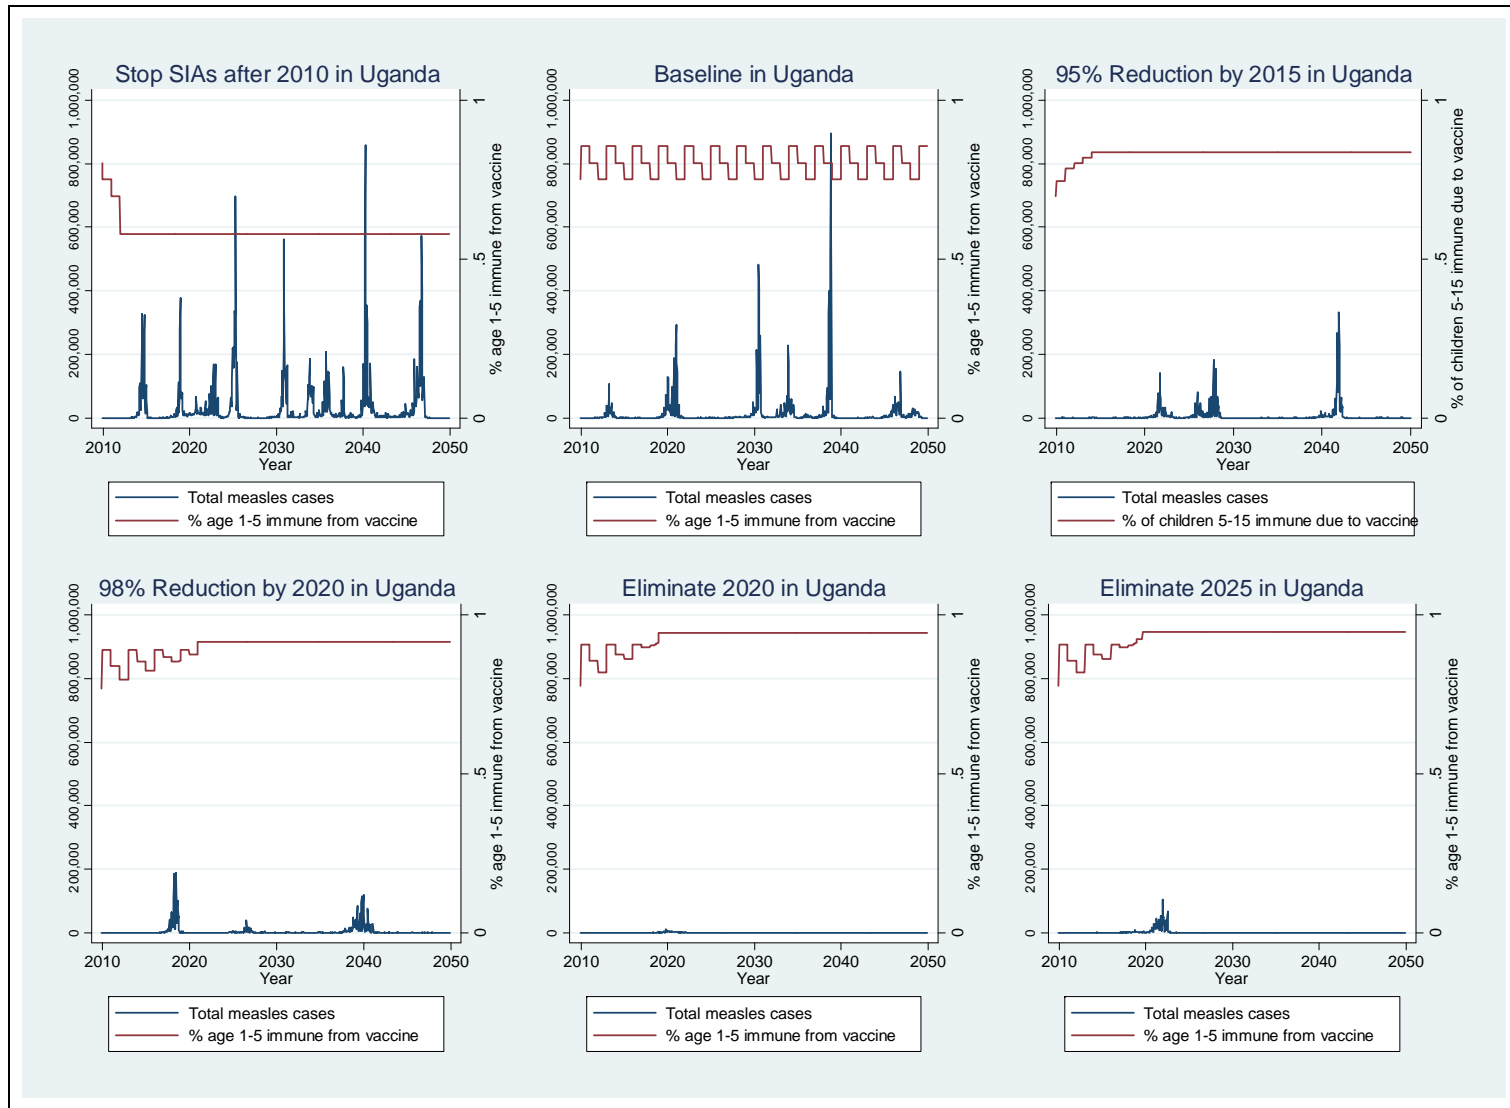 Stop SIAs after 2010 in Uganda
0 200,000 400,000 600,000 800,000 1,000,000
0 .5 1
% age 1-5 immune from vaccine
2010 2020 2030 2040 2050
Year
Total measles cases
% age 1-5 immune from vaccine
Baseline in Uganda
0 200,000 400,000 600,000 800,000 1,000,000
0 .5 1
% age 1-5 immune from vaccine
2010 2020 2030 2040 2050
Year
Total measles cases
% age 1-5 immune from vaccine
95% Reduction by 2015 in Uganda
0 200,000 400,000 600,000 800,000 1,000,000
0 .5 1
% of children 5-15 immune due to vaccine
2010 2020 2030 2040 2050
Year
Total measles cases
% of children 5-15 immune due to vaccine
98% Reduction by 2020 in Uganda
0 200,000 400,000 600,000 800,000 1,000,000
0 .5 1
% age 1-5 immune from vaccine
2010 2020 2030 2040 2050
Year
Total measles cases
% age 1-5 immune from vaccine
Eliminate 2020 in Uganda
0 200,000 400,000 600,000 800,000 1,000,000
0 .5 1
% age 1-5 immune from vaccine
2010 2020 2030 2040 2050
Year
Total measles cases
% age 1-5 immune from vaccine
Eliminate 2025 in Uganda
0 200,000 400,000 600,000 800,000 1,000,000
0 .5 1
% age 1-5 immune from vaccine
2010 2020 2030 2040 2050
Year
Total measles cases
% age 1-5 immune from vaccine